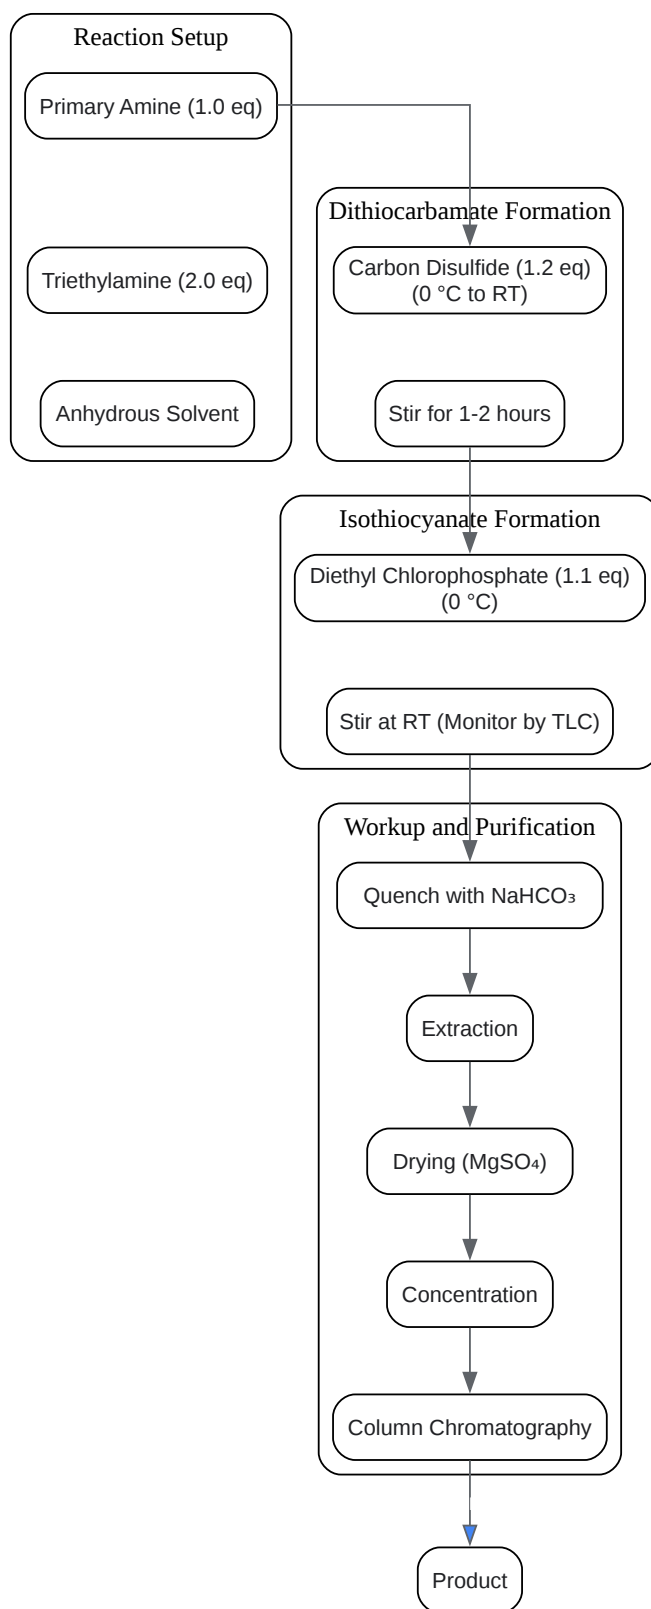 Reaction Setup
Primary Amine (1.0 eq)
Triethylamine (2.0 eq)
Anhydrous Solvent
Dithiocarbamate Formation
Carbon Disulfide (1.2 eq)
(0 °C to RT)
Stir for 1-2 hours
Isothiocyanate Formation
Diethyl Chlorophosphate (1.1 eq)
(0 °C)
Stir at RT (Monitor by TLC)
Workup and Purification
Quench with NaHCO₃
Extraction
Drying (MgSO₄)
Concentration
Column Chromatography
Product